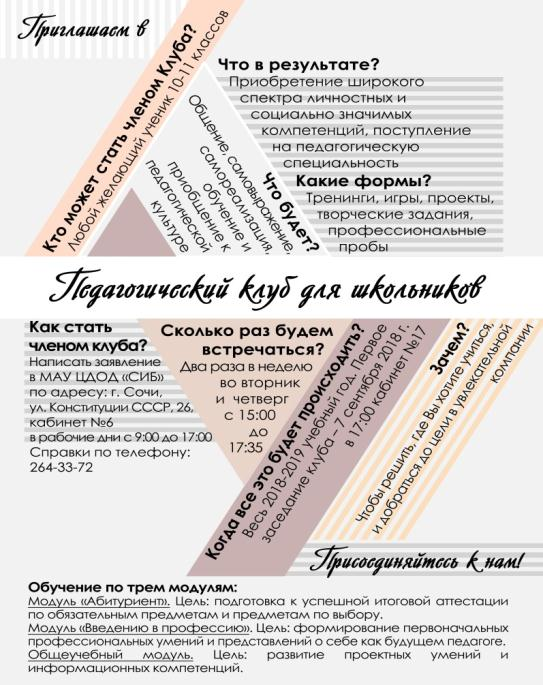 Приглашаем в
Кто может стать членом Клуба?
Любой желающий ученик 10-11 классов
Что будет?
Общение, самовыражение,
самореализация,
обучение и
приобщение к
педагогической
культуре
Что в результате?
Приобретение широкого
спектра личностных и
социально значимых
компетенций, поступление
на педагогическую
специальность
Какие формы?
Тренинги, игры, проекты,
творческие задания,
профессиональные
пробы
Педагогический клуб для школьников
Как стать
членом клуба?
Написать заявление
в МАУ ЦДОД «СИБ»
по адресу: г. Сочи,
ул. Конституции СССР, 26,
кабинет №6
в рабочие дни с 9:00 до 17:00
Справки по телефону:
264-33-72
Сколько раз будем
встречаться?
Два раза в неделю
во вторник
и четверг
с 15:00
до
17:35
Когда все это будет происходить?
Весь 2018-2019 учебный год. Первое
заседание клуба – 7 сентября 2018 г.
в 17:00 кабинет №17
Зачем?
Чтобы решить, где Вы хотите учиться,
и добраться до цели в увлекательной
компании
Присоединяйтесь к нам!
Обучение по трем модулям:
Модуль «Абитуриент». Цель: подготовка к успешной итоговой аттестации
по обязательным предметам и предметам по выбору.
Модуль «Введению в профессию». Цель: формирование первоначальных
профессиональных умений и представлений о себе как будущем педагоге.
Общеучебный модуль. Цель: развитие проектных умений и
информационных компетенций.